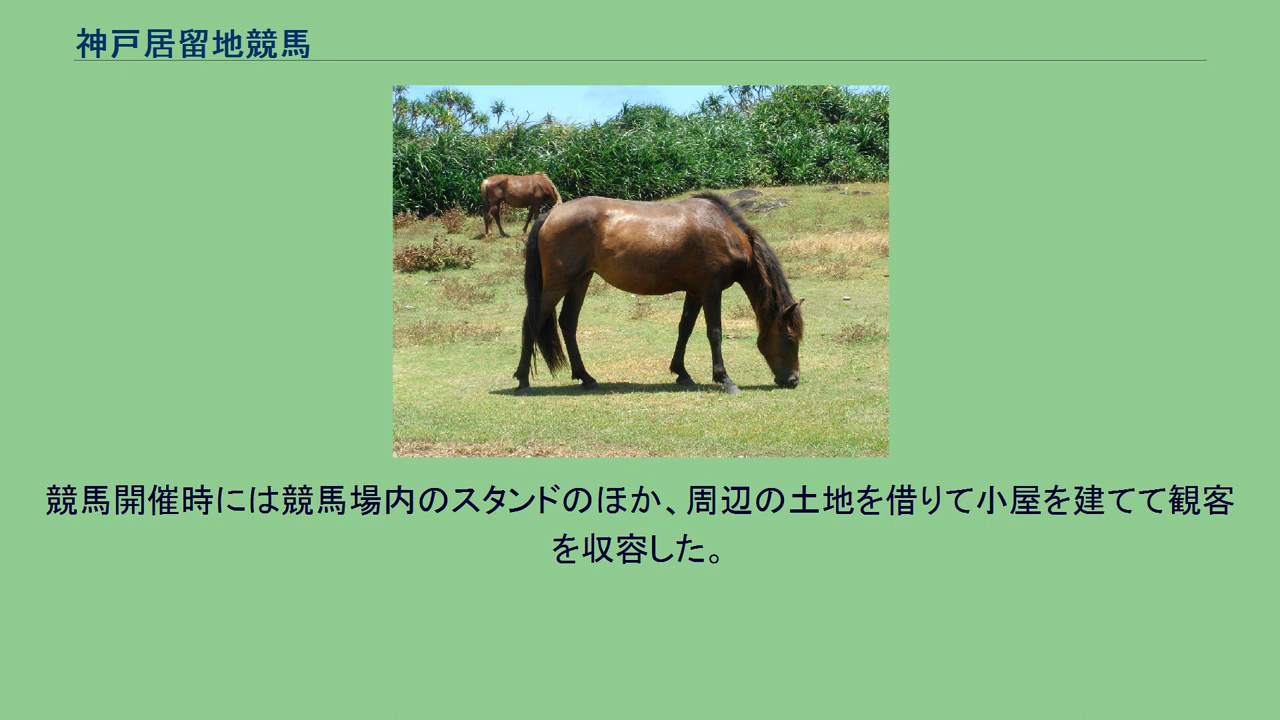 神戸居留地競馬
競馬開催時には競馬場内のスタンドのほか、周辺の土地を借りて小屋を建てて観客
を収容した。